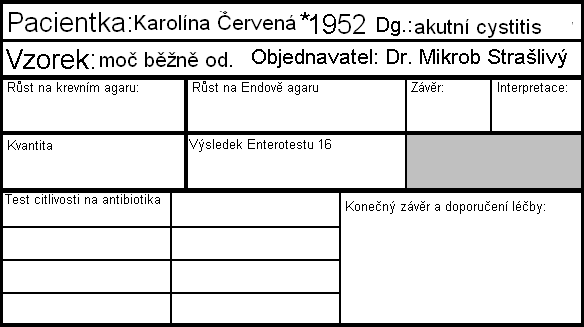 Pacientka: Karolína Červená *1952 Dg.: akutní cystitis
Vzorek: moč běžně od. Objednavatel: Dr. Mikrob Strašlivý
Růst na krevním agaru: Růst na Endově agaru Závěr: Interpretace:
Kvantita Výsledek Enterotestu 16
Test citlivosti na antibiotika Konečný závěr a doporučení léčby: